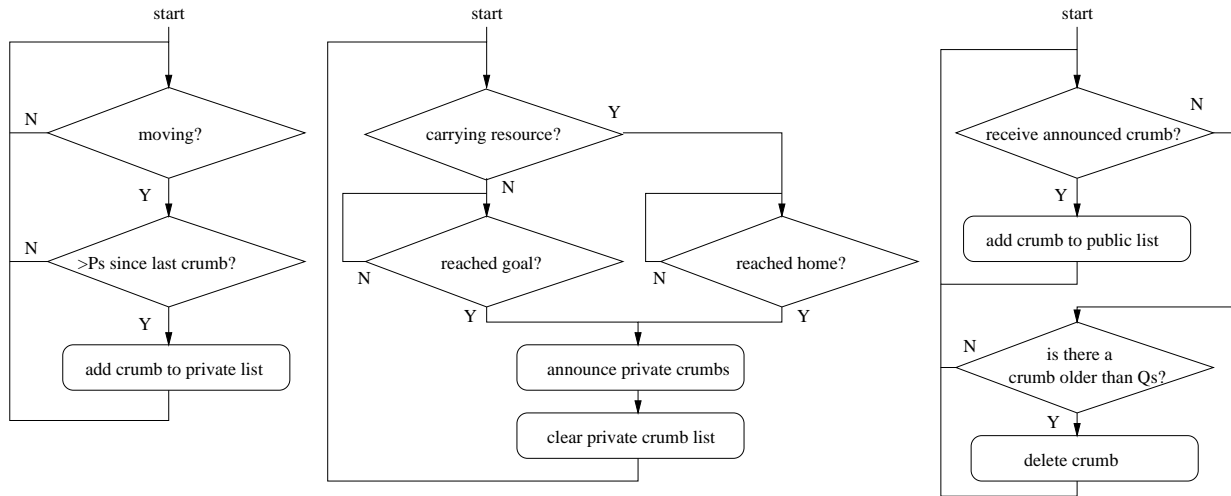 start
N
moving?
Y
N
>Ps since last crumb?
Y
add crumb to private list
start
Y
carrying resource?
N
reached goal?
N
Y
reached home?
N
Y
announce private crumbs
clear private crumb list
start
N
receive announced crumb?
Y
add crumb to public list
N
is there a
crumb older than Qs?
Y
delete crumb